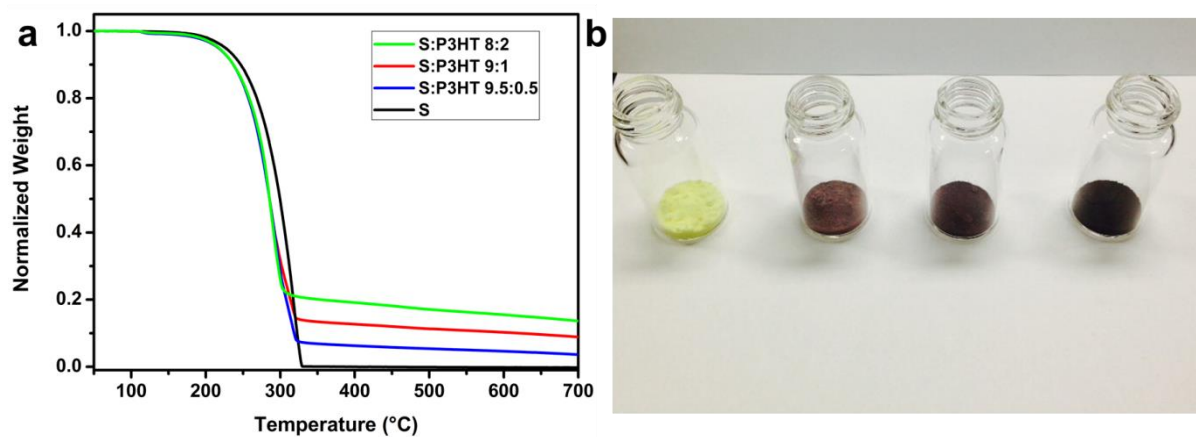 a
b
1.0
0.8
0.6
0.4
0.2
0.0
Normalized Weight
S:P3HT 8:2
S:P3HT 9:1
S:P3HT 9.5:0.5
S
100 200 300 400 500 600 700
Temperature (°C)